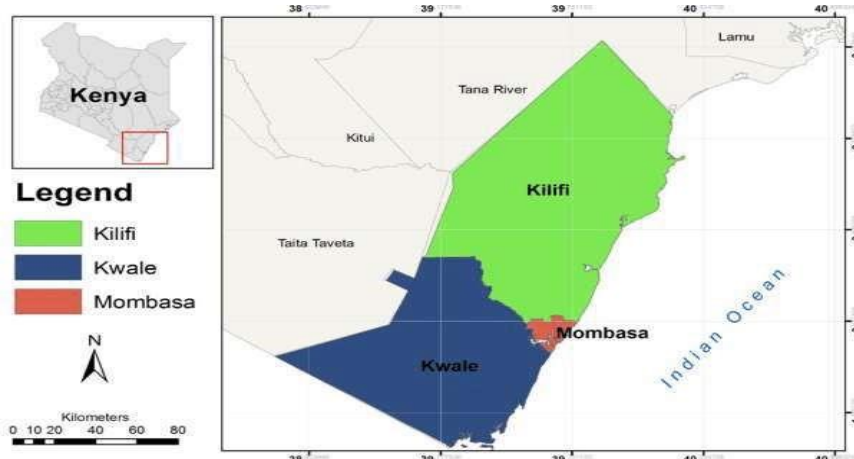 38 39 39 40 40
Kenya
Lamu
Tana River
Kitui
Kilifi
Legend
Kilifi
Kwale
Mombasa
Taita Taveta
Mombasa
Kwale
Indian Ocean
N
Kilometers
0 10 20 40 60 80
38 39 39 40 40